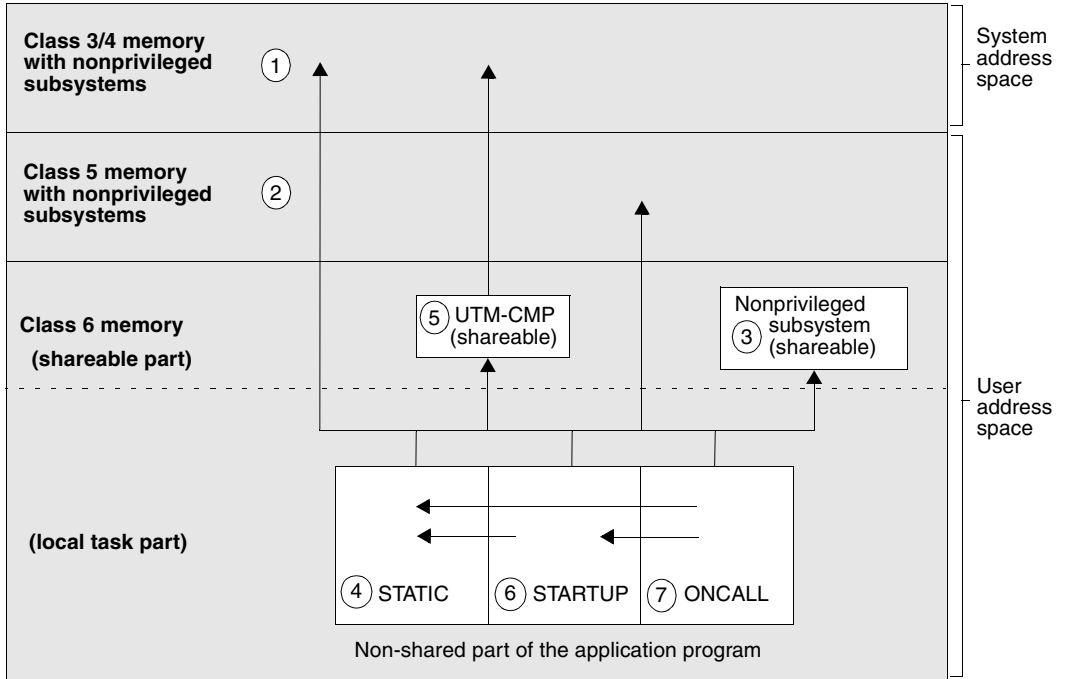 Class 3/4 memory
with nonprivileged
subsystems
1
System
address
space
Class 5 memory
with nonprivileged
subsystems
2
Class 6 memory
(shareable part)
5 UTM-CMP
(shareable)
Nonprivileged
3 subsystem
(shareable)
User
address
space
(local task part)
4 STATIC
6 STARTUP
7 ONCALL
Non-shared part of the application program